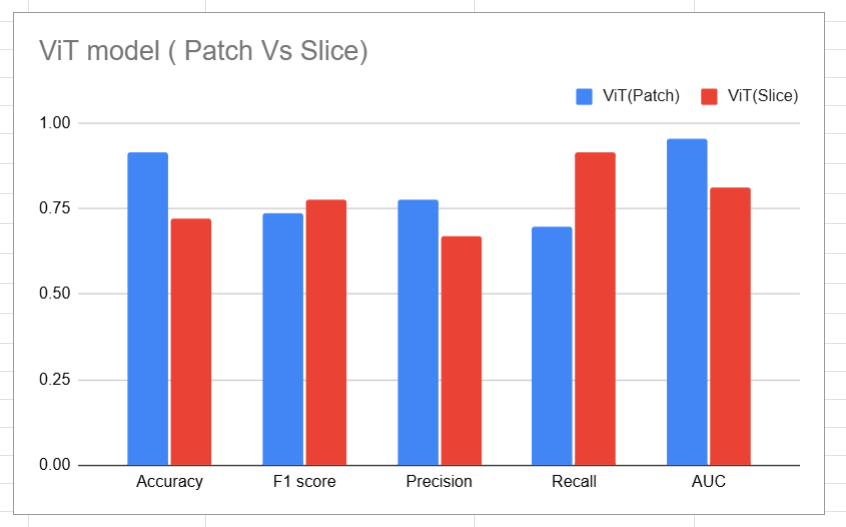 ViT model ( Patch Vs Slice)
ViT(Patch) ViT(Slice)
1.00
0.75
0.50
0.25
0.00
Accuracy F1 score Precision Recall AUC